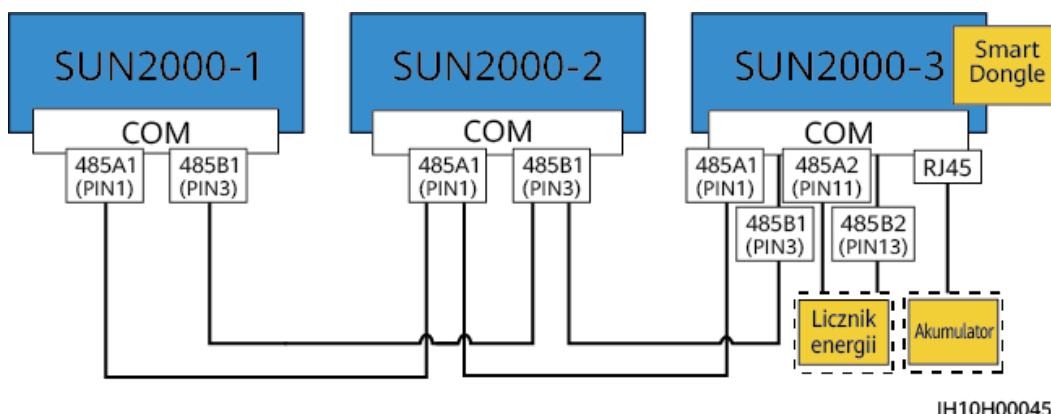 SUN2000-1
SUN2000-2
SUN2000-3
Smart
Dongle
COM
COM
COM
485A1
(PIN1)
485B1
(PIN3)
485A1
(PIN1)
485B1
(PIN3)
485A1
(PIN1)
485A2
(PIN11)
RJ45
485B1
(PIN3)
485B2
(PIN13)
Licznik
energii
Akumulator
IH10H00045